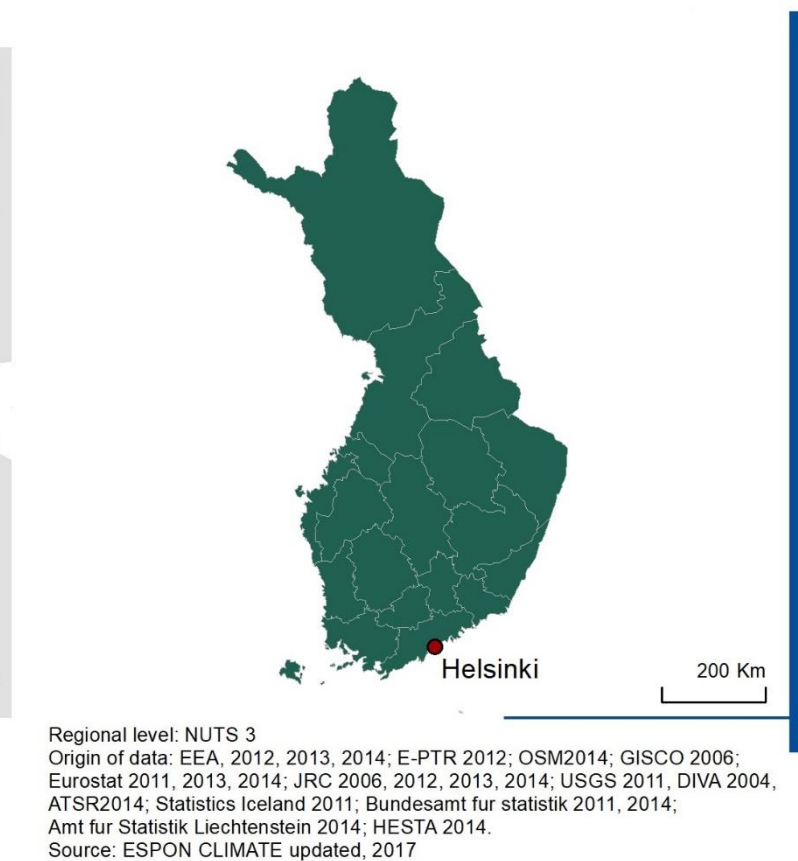 Helsinki
200 Km
Regional level: NUTS 3
Origin of data: EEA, 2012, 2013, 2014; E-PTR 2012; OSM2014; GISCO 2006;
Eurostat 2011, 2013, 2014; JRC 2006, 2012, 2013, 2014; USGS 2011, DIVA 2004,
ATSR2014; Statistics Iceland 2011; Bundesamt fur statistik 2011, 2014;
Amt fur Statistik Liechtenstein 2014; HESTA 2014.
Source: ESPON CLIMATE updated, 2017